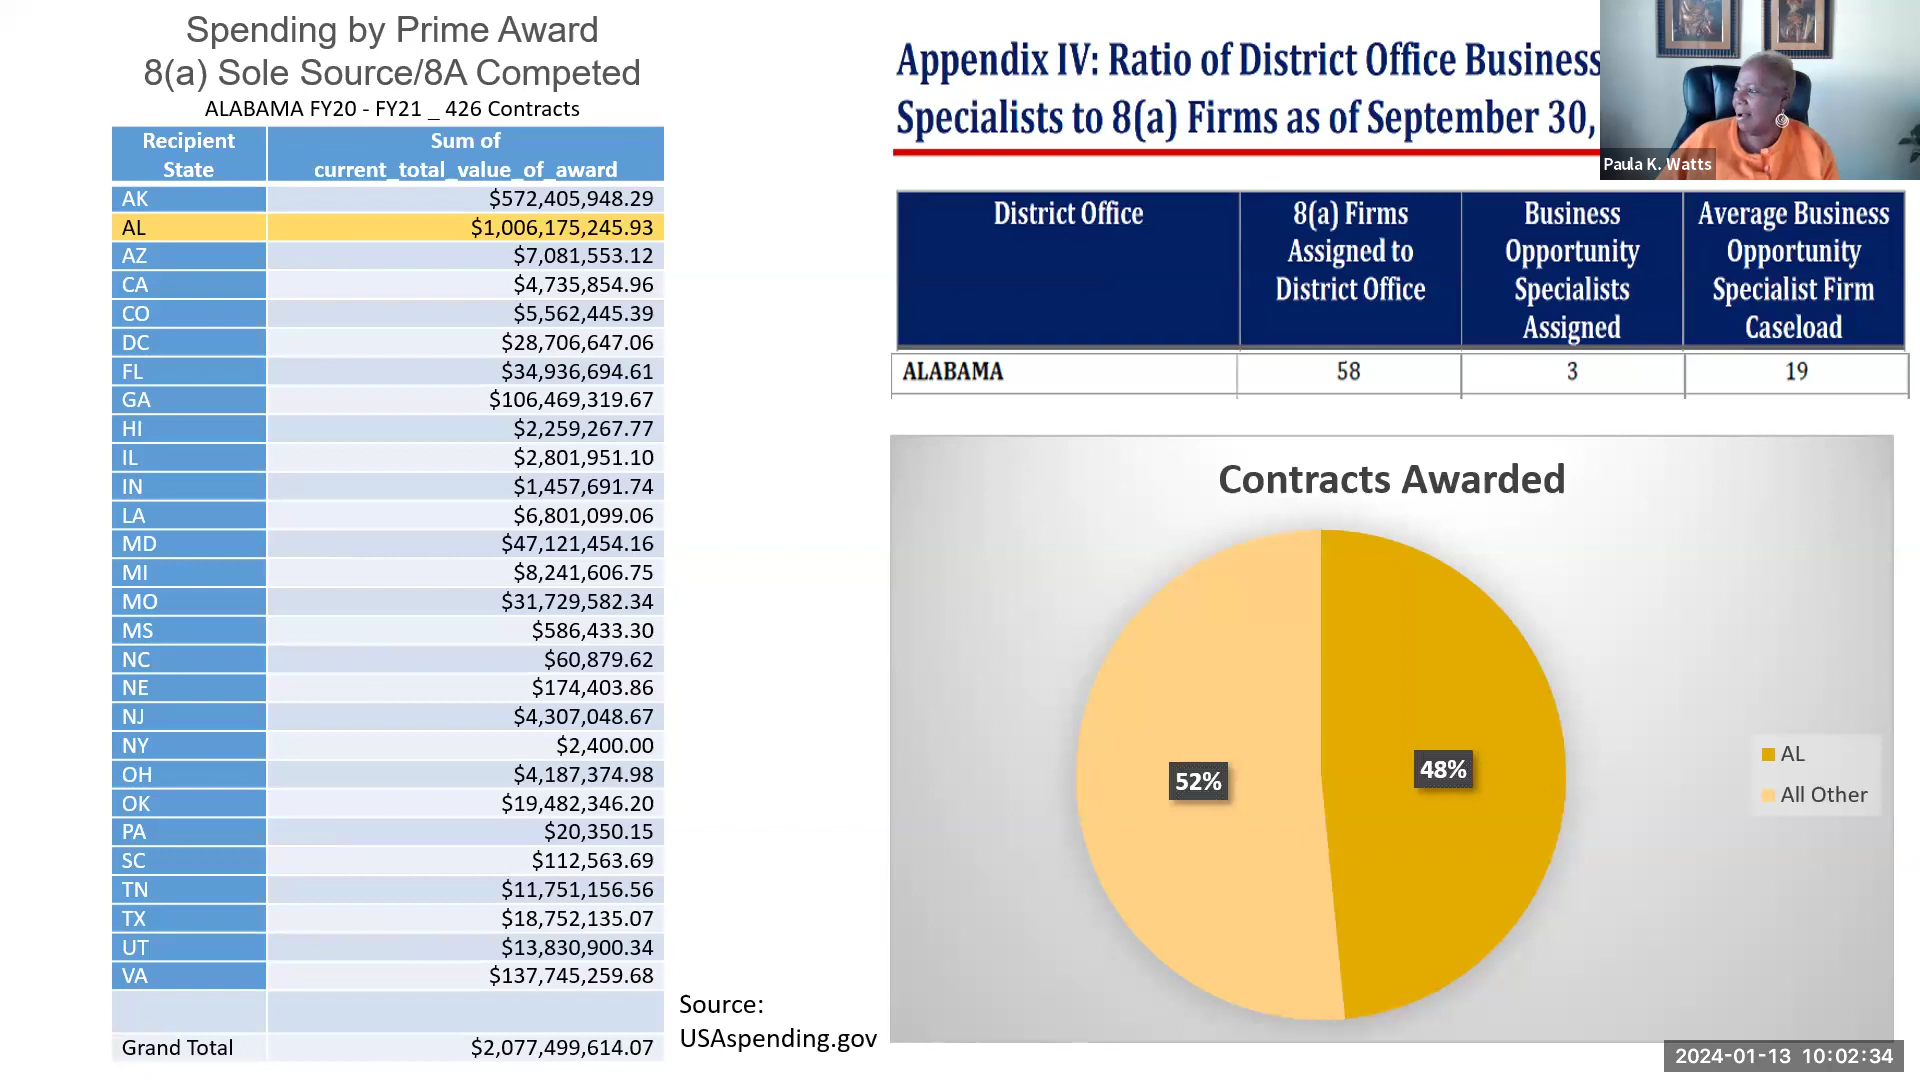 Spending by Prime Award
8(a) Sole Source/8A Competed
ALABAMA FY20 - FY21 _ 426 Contracts
Recipient State	Sum of current_total_value_of_award
AK	$572,405,948.29
AL	$1,006,175,245.93
AZ	$7,081,553.12
CA	$4,735,854.96
CO	$5,562,445.39
DC	$28,706,647.06
FL	$34,936,694.61
GA	$106,469,319.67
HI	$2,259,267.77
IL	$2,801,951.10
IN	$1,457,691.74
LA	$6,801,099.06
MD	$47,121,454.16
MI	$8,241,606.75
MO	$31,729,582.34
MS	$586,433.30
NC	$60,879.62
NE	$174,403.86
NJ	$4,307,048.67
NY	$2,400.00
OH	$4,187,374.98
OK	$19,482,346.20
PA	$20,350.15
SC	$112,563.69
TN	$11,751,156.56
TX	$18,752,135.07
UT	$13,830,900.34
VA	$137,745,259.68
Grand Total	$2,077,499,614.07
Source:
USAspending.gov
Appendix IV: Ratio of District Office Business
Specialists to 8(a) Firms as of September 30,
Paula K. Watts
District Office	8(a) Firms Assigned to District Office	Business Opportunity Specialists Assigned	Average Business Opportunity Specialist Firm Caseload
ALABAMA	58	3	19
Contracts Awarded
52%
48%
AL
All Other
2024-01-13 10:02:34